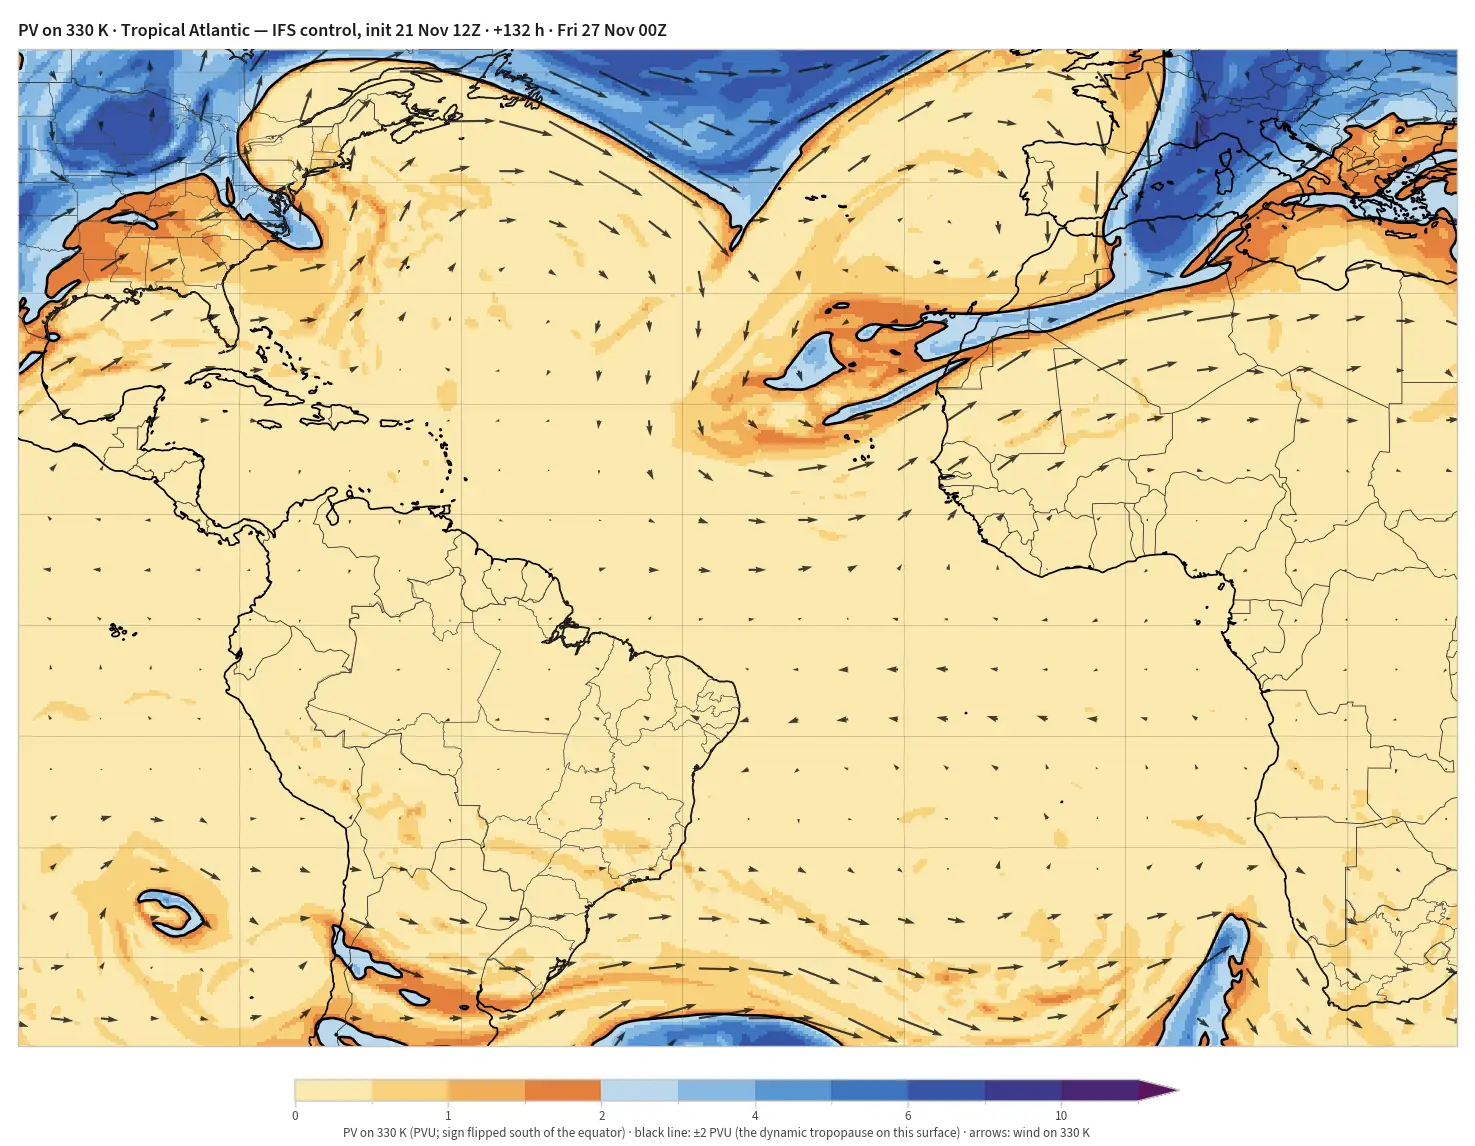 PV on 330 K · Tropical Atlantic — IFS control, init 21 Nov 12Z · +132 h · Fri 27 Nov 00Z
0 1 2 4 6 10
PV on 330 K (PVU; sign flipped south of the equator) · black line: ±2 PVU (the dynamic tropopause on this surface) · arrows: wind on 330 K